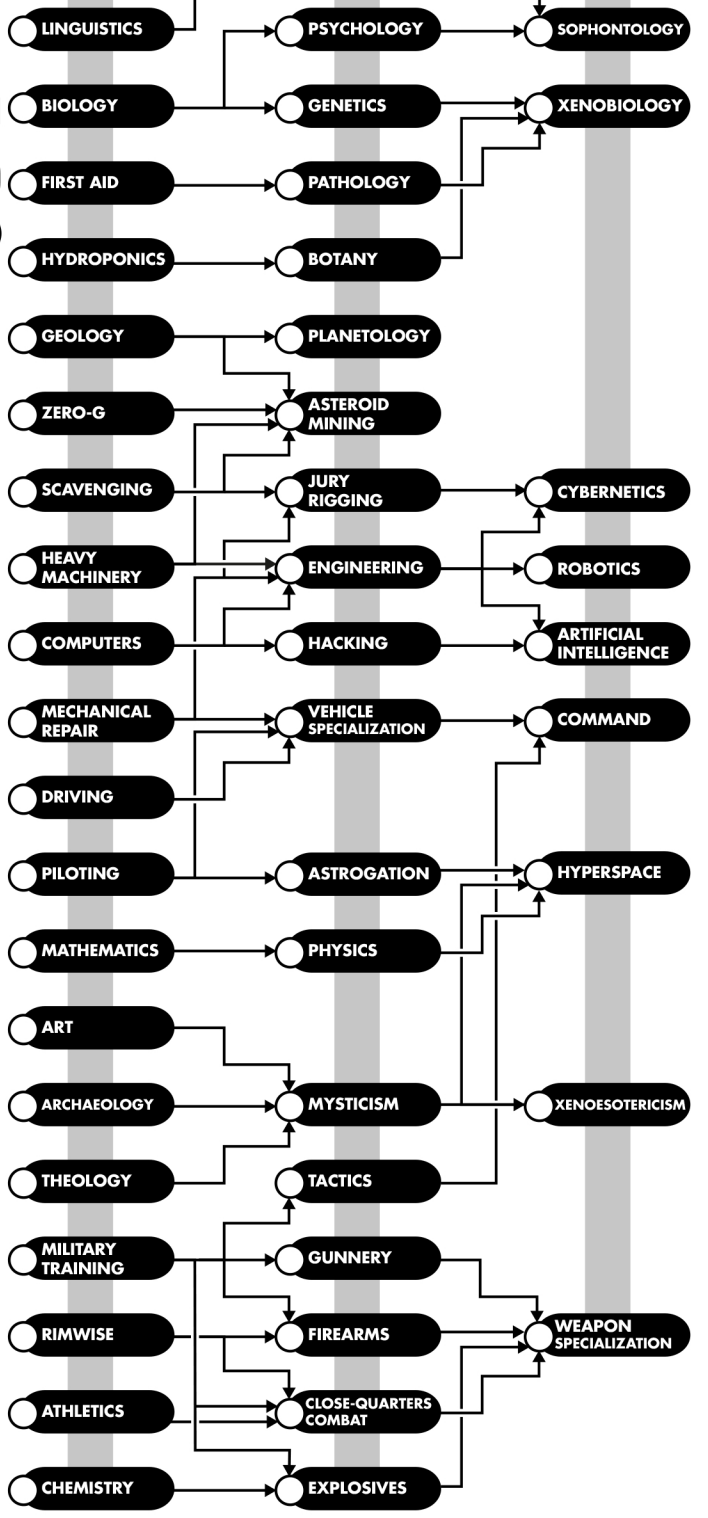 LINGUISTICS
PSYCHOLOGY
SOPHONTOLOGY
BIOLOGY
GENETICS
XENOBIOLOGY
FIRST AID
PATHOLOGY
HYDROPONICS
BOTANY
GEOLOGY
PLANETOLOGY
ZERO-G
ASTEROID
MINING
SCAVENGING
JURY
RIGGING
CYBERNETICS
HEAVY
MACHINERY
ENGINEERING
ROBOTICS
COMPUTERS
HACKING
ARTIFICIAL
INTELLIGENCE
MECHANICAL
REPAIR
VEHICLE
SPECIALIZATION
COMMAND
DRIVING
PILOTING
ASTROGATION
HYPERSPACE
MATHEMATICS
PHYSICS
ART
ARCHAEOLOGY
MYSTICISM
XENOESOTERICISM
THEOLOGY
TACTICS
MILITARY
TRAINING
GUNNERY
RIMWISE
FIREARMS
WEAPON
SPECIALIZATION
ATHLETICS
CLOSE-QUARTERS
COMBAT
CHEMISTRY
EXPLOSIVES